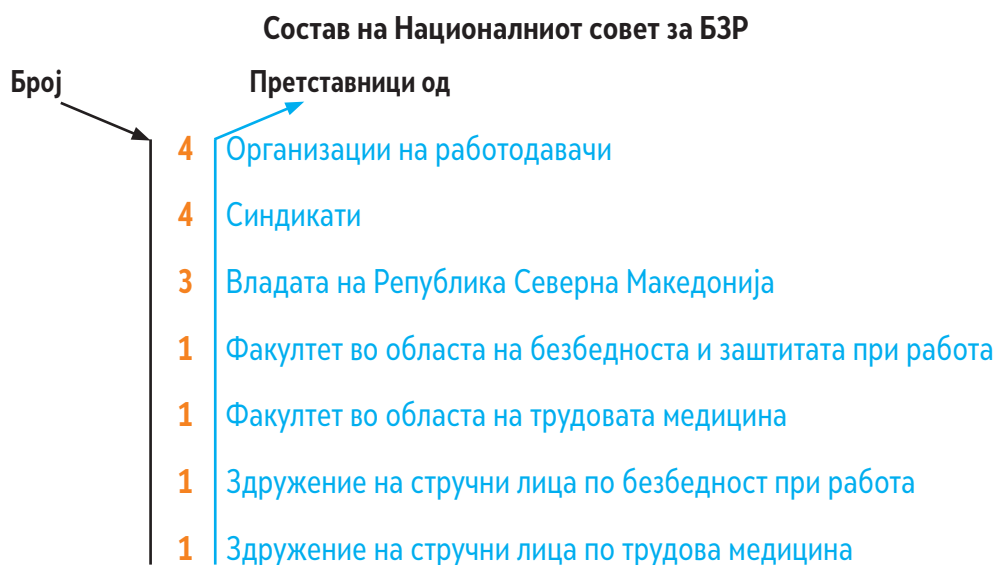 Состав на Националниот совет за БЗР
Број Претставници од
4 Организации на работодавачи
4 Синдикати
3 Владата на Република Северна Македонија
1 Факултет во областа на безбедноста и заштитата при работа
1 Факултет во областа на трудовата медицина
1 Здружение на стручни лица по безбедност при работа
1 Здружение на стручни лица по трудова медицина